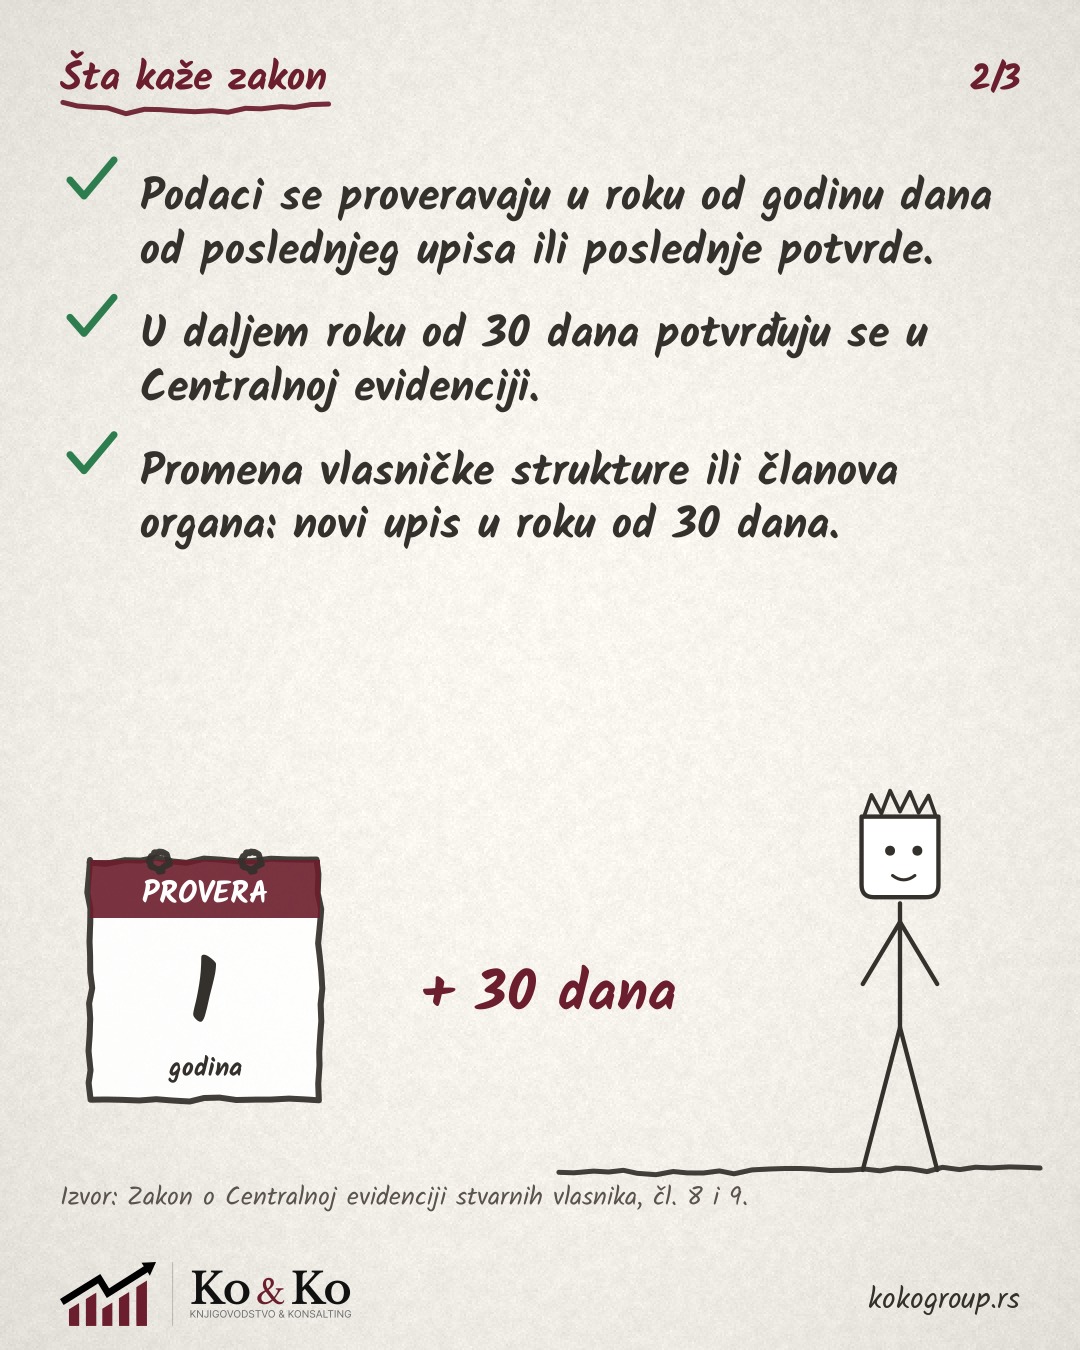 Šta kaže zakon
2/3
Podaci se proveravaju u roku od godinu dana
od poslednjeg upisa ili poslednje potvrde.
U daljem roku od 30 dana potvrđuju se u
Centralnoj evidenciji.
Promena vlasničke strukture ili članova
organa: novi upis u roku od 30 dana.
PROVERA
1
godina
+ 30 dana
Izvor: Zakon o Centralnoj evidenciji stvarnih vlasnika, čl. 8 i 9.
Ko & Ko
KNJIGOVODSTVO & KONSALTING
kokogroup.rs